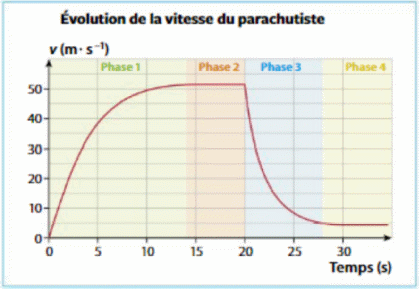 Évolution de la vitesse du parachutiste
v (m· s⁻¹)
Phase 1 Phase 2 Phase 3 Phase 4
50
40
30
20
10
0
0 5 10 15 20 25 30
Temps (s)